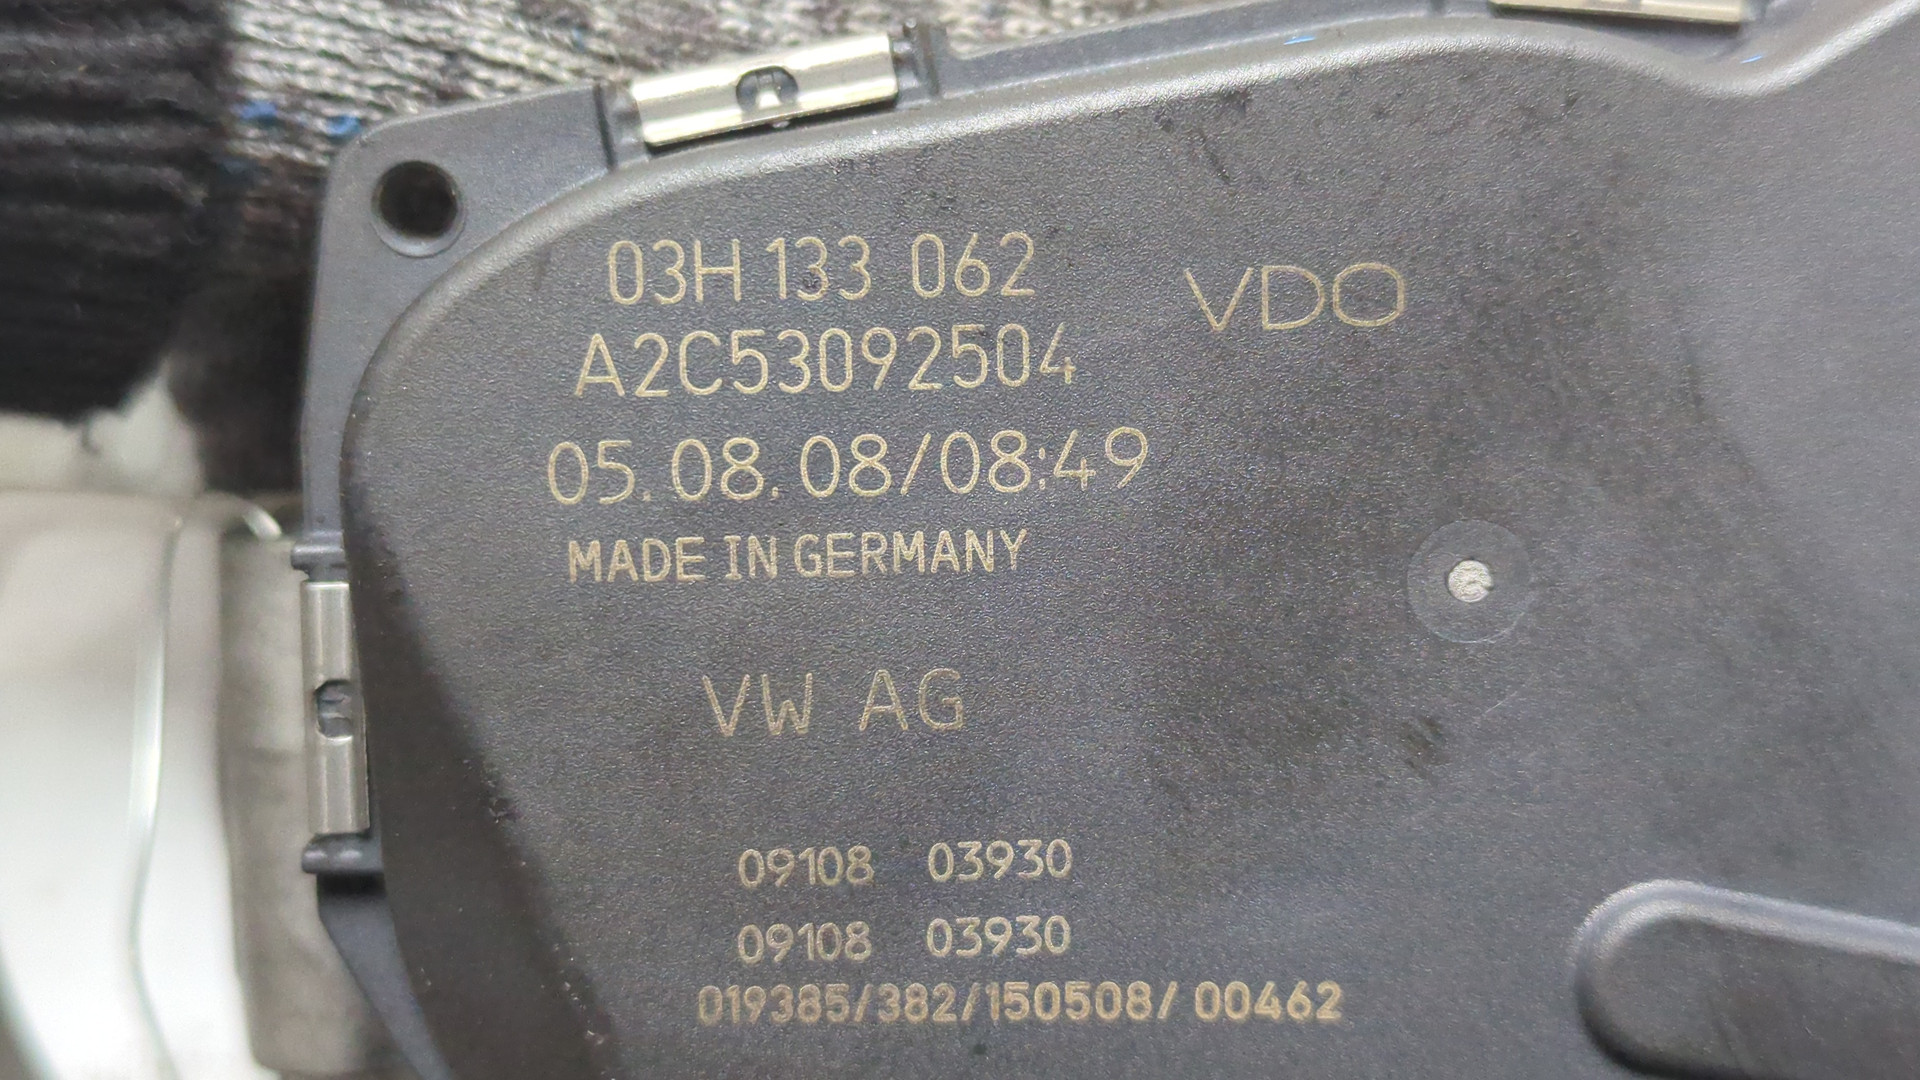 03H 133 062
VDO
A2C53092504
05.08.08/08:49
MADE IN GERMANY
VW AG
09108 03930
09108 03930
019385/382/150508/00462